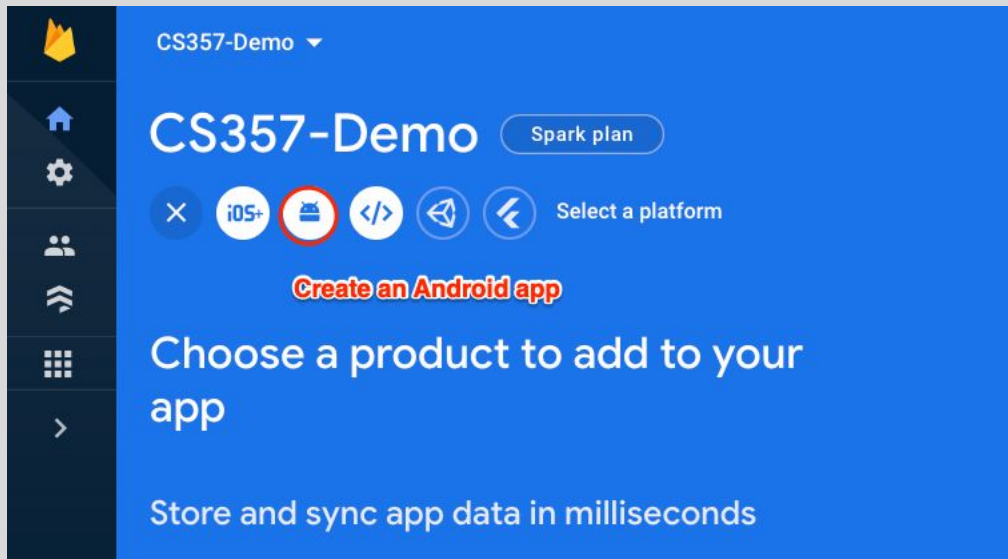 CS357-Demo
CS357-Demo Spark plan
iOS+ </> Select a platform
Create an Android app
Choose a product to add to your
app
Store and sync app data in milliseconds